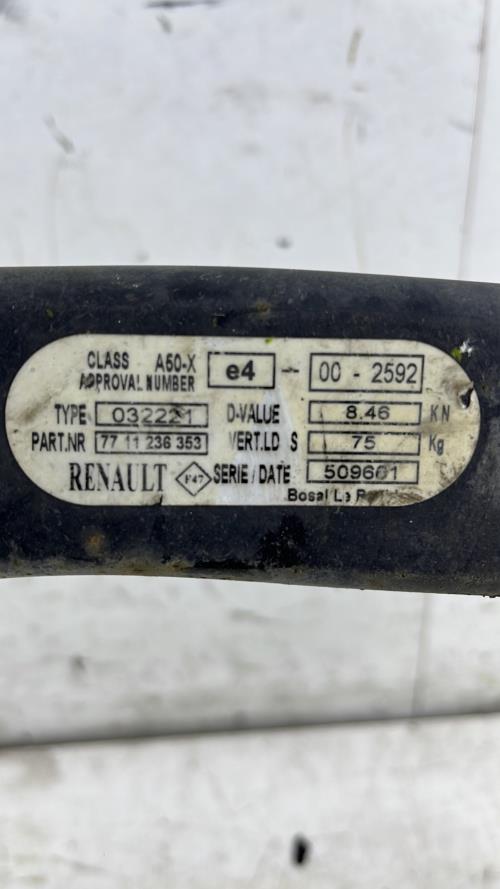 CLASS A50-X e4 - 00 - 2592
APPROVAL NUMBER
TYPE 032221 D-VALUE 8.46 KN
PART.NR 77 11 236 353 VERT.LD S 75 Kg
RENAULT F47 SERIE / DATE 509601
Bosal Le